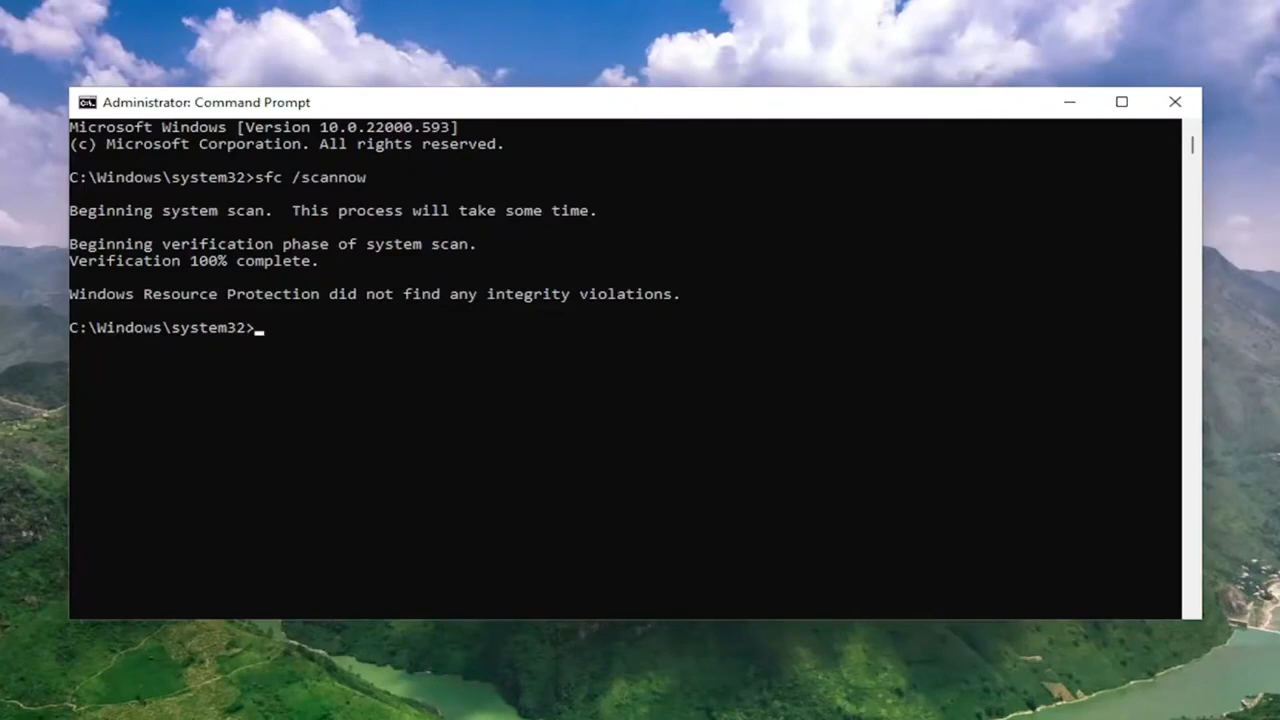 Administrator: Command Prompt
Microsoft Windows [Version 10.0.22000.593]
(c) Microsoft Corporation. All rights reserved.
C:\Windows\system32>sfc /scannow
Beginning system scan.  This process will take some time.
Beginning verification phase of system scan.
Verification 100% complete.
Windows Resource Protection did not find any integrity violations.
C:\Windows\system32>